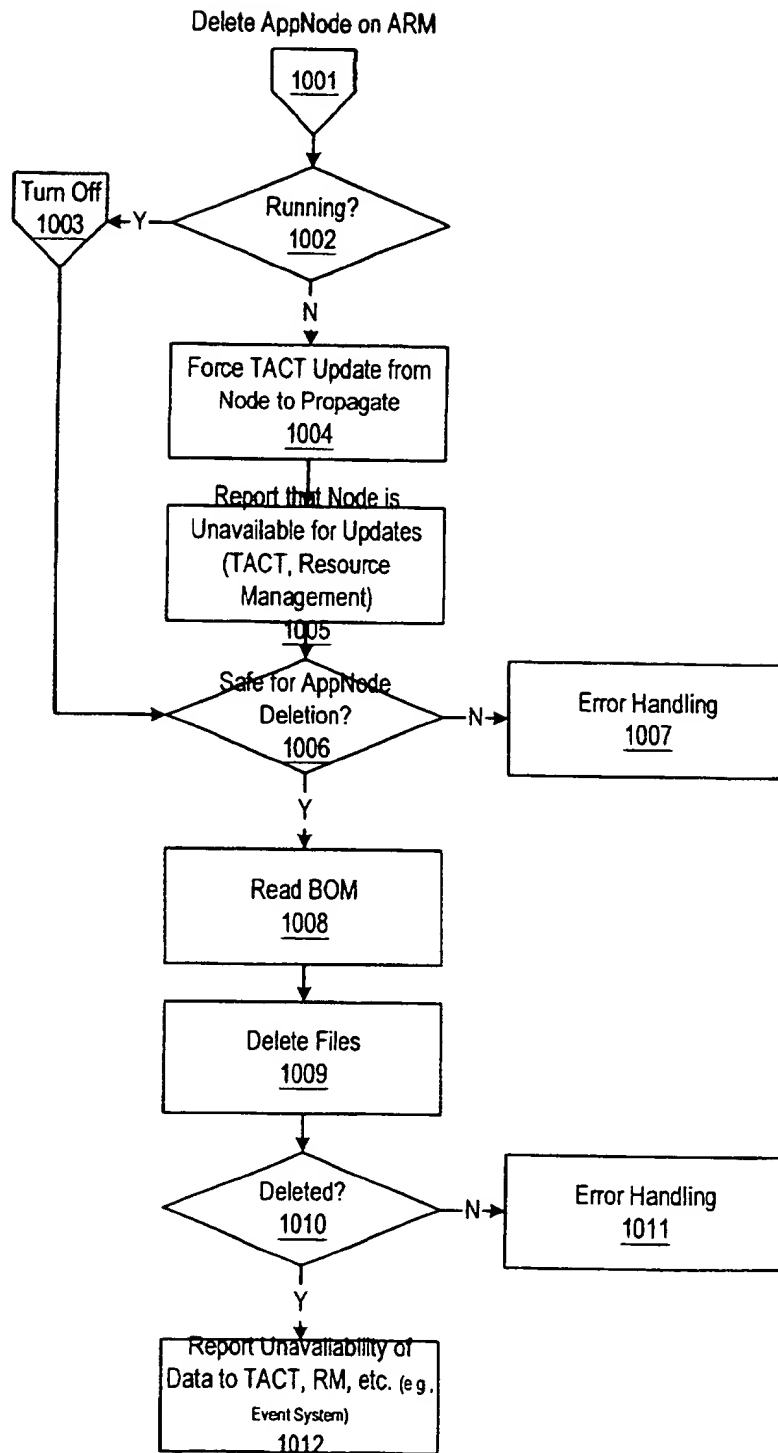 Delete AppNode on ARM
1001
Turn Off
1003
Y
Running?
1002
N
Force TACT Update from
Node to Propagate
1004
Report that Node is
Unavailable for Updates
(TACT, Resource
Management)
1005
Safe for AppNode
Deletion?
1006
N
Error Handling
1007
Y
Read BOM
1008
Delete Files
1009
Deleted?
1010
N
Error Handling
1011
Y
Report Unavailability of
Data to TACT, RM, etc. (e g ,
Event System)
1012